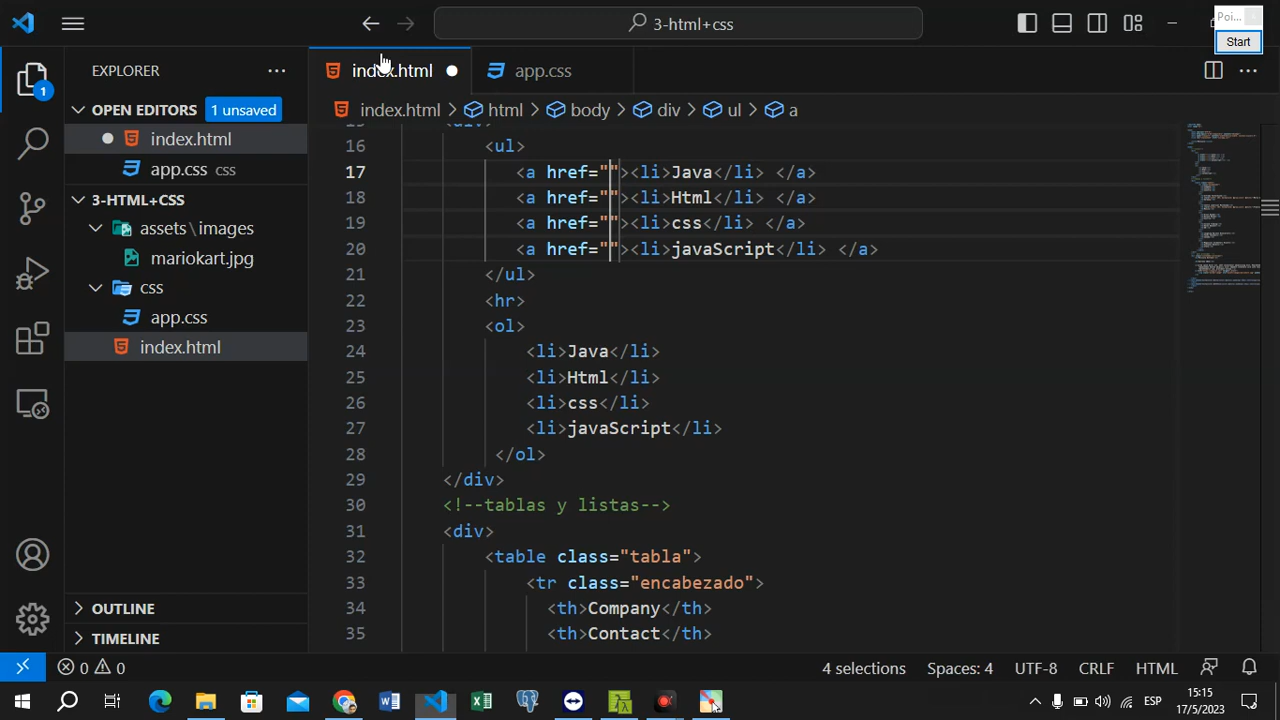 3-html+css
Poi...
Start
EXPLORER
index.html
app.css
OPEN EDITORS
1 unsaved
index.html > html > body > div > ul > a
index.html
app.css css
3-HTML+CSS
assets\images
mariokart.jpg
css
app.css
index.html
OUTLINE
TIMELINE
15 <div>
16 <ul>
17 <a href=""><li>Java</li> </a>
18 <a href=""><li>Html</li> </a>
19 <a href=""><li>css</li> </a>
20 <a href=""><li>javaScript</li> </a>
21 </ul>
22 <hr>
23 <ol>
24 <li>Java</li>
25 <li>Html</li>
26 <li>css</li>
27 <li>javaScript</li>
28 </ol>
29 </div>
30 <!--tablas y listas-->
31 <div>
32 <table class="tabla">
33 <tr class="encabezado">
34 <th>Company</th>
35 <th>Contact</th>
1
0 0
4 selections
Spaces: 4
UTF-8
CRLF
HTML
ESP
15:15
17/5/2023